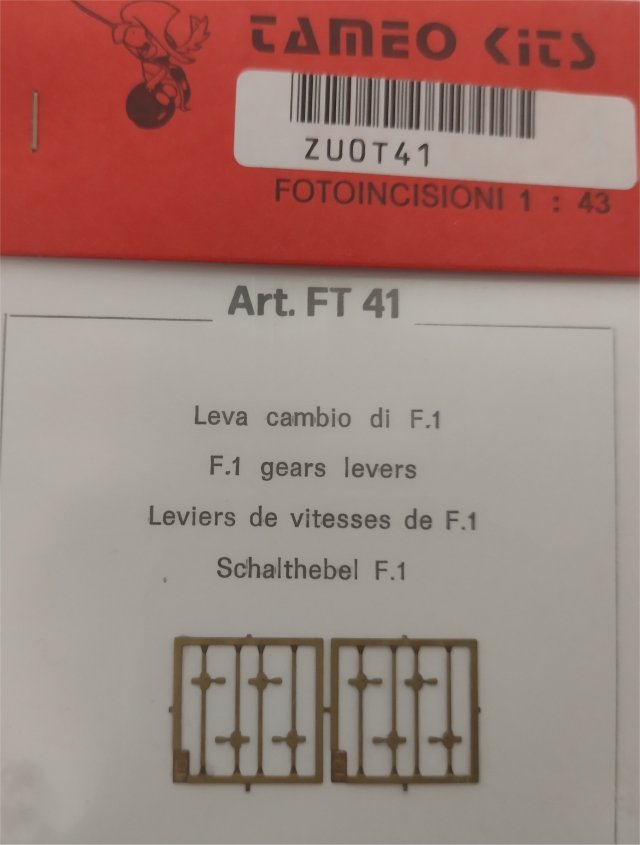 TAMEO KITS
ZU0T41
FOTOINCISIONI 1 : 43
Art. FT 41
Leva cambio di F.1
F.1 gears levers
Leviers de vitesses de F.1
Schalthebel F.1